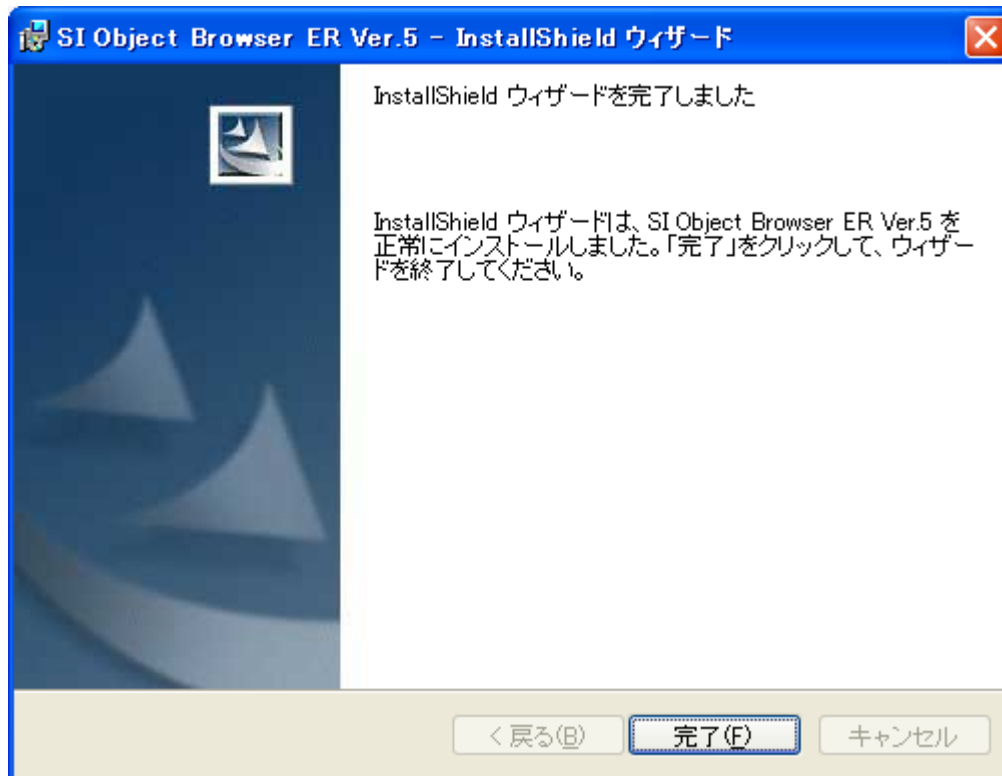 SI Object Browser ER Ver.5 - InstallShield ウィザード
InstallShield ウィザードを完了しました
InstallShield ウィザードは、SI Object Browser ER Ver.5 を
正常にインストールしました。「完了」をクリックして、ウィザー
ドを終了してください。
< 戻る(B)
完了(F)
キャンセル